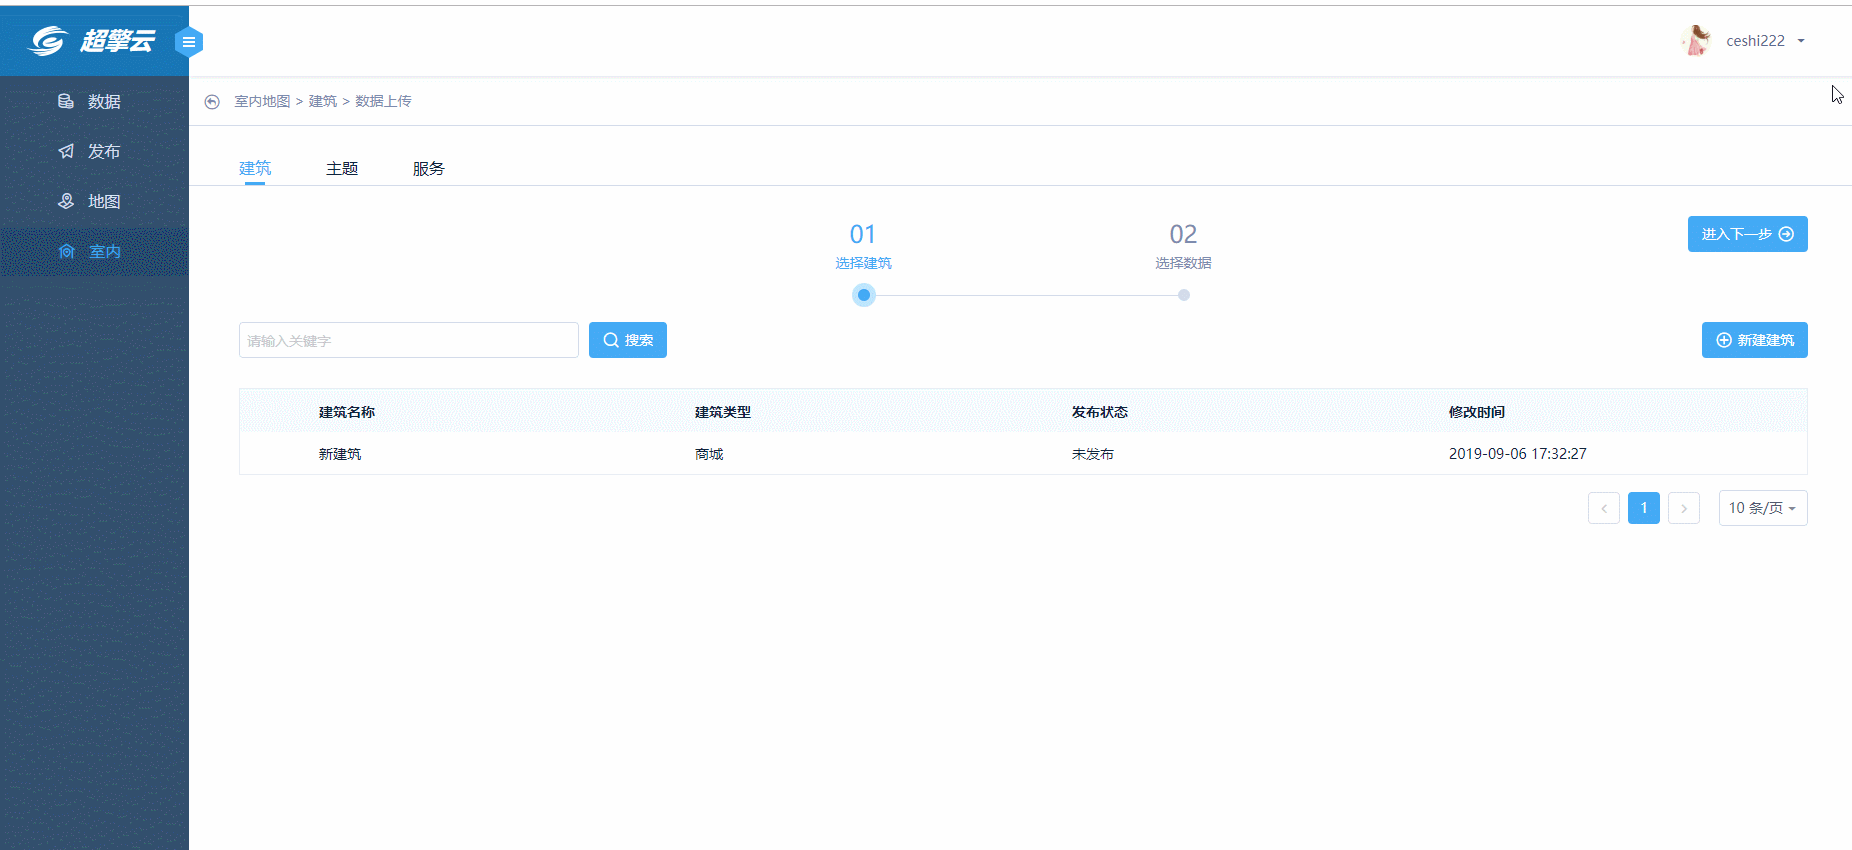 超擎云
ceshi222
数据
发布
地图
室内
室内地图 > 建筑 > 数据上传
建筑 主题 服务
01 02
选择建筑 选择数据
进入下一步
请输入关键字 搜索 新建建筑
建筑名称 建筑类型 发布状态 修改时间
新建筑 商城 未发布 2019-09-06 17:32:27
< 1 > 10 条/页